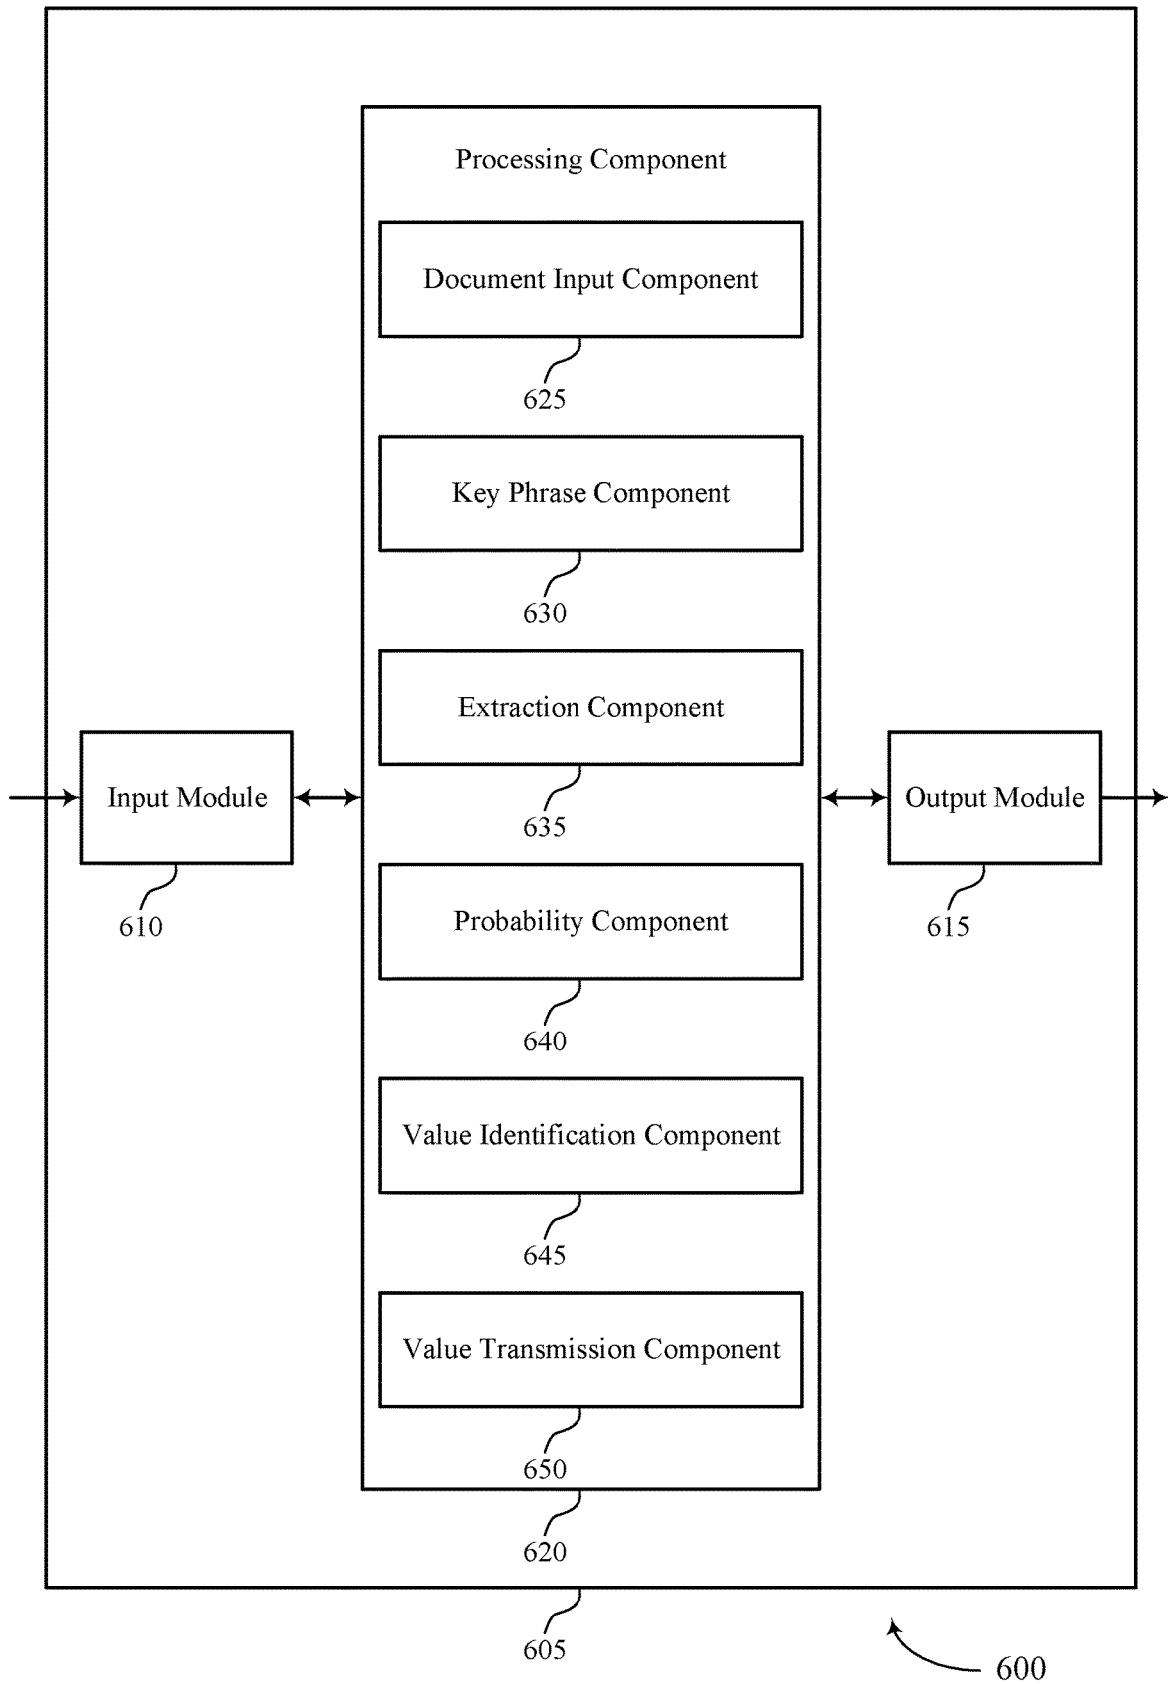 Processing Component
Document Input Component
625
Key Phrase Component
630
Extraction Component
635
Input Module
610
Output Module
615
Probability Component
640
Value Identification Component
645
Value Transmission Component
650
620
605
600